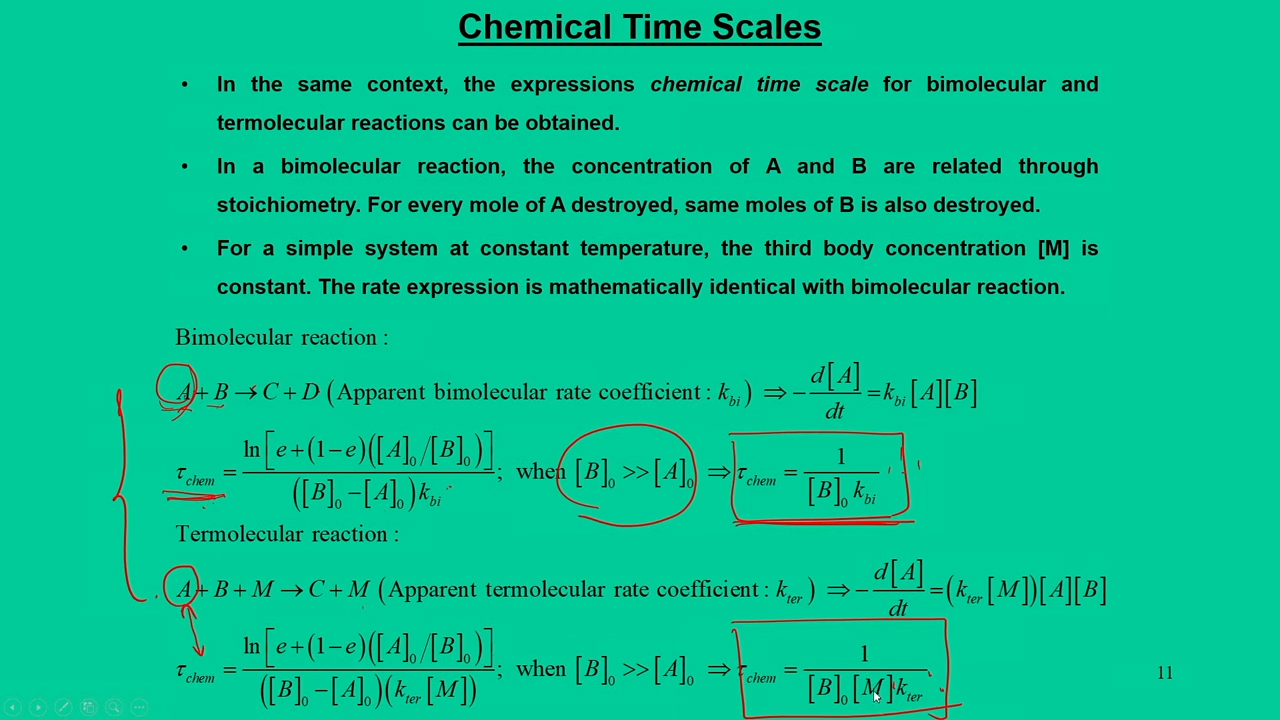 Chemical Time Scales
• In the same context, the expressions chemical time scale for bimolecular and
termolecular reactions can be obtained.
• In a bimolecular reaction, the concentration of A and B are related through
stoichiometry. For every mole of A destroyed, same moles of B is also destroyed.
• For a simple system at constant temperature, the third body concentration [M] is
constant. The rate expression is mathematically identical with bimolecular reaction.
Bimolecular reaction :
A + B → C + D (Apparent bimolecular rate coefficient : k_bi) ⇒ − d[A]/dt = k_bi [A][B]
τ_chem = ln[e+(1−e)([A]_0/[B]_0)] / (([B]_0 −[A]_0)k_bi) ; when [B]_0 >> [A]_0 ⇒ τ_chem = 1 / ([B]_0 k_bi)
Termolecular reaction :
A + B + M → C + M (Apparent termolecular rate coefficient : k_ter) ⇒ − d[A]/dt = (k_ter [M])[A][B]
τ_chem = ln[e+(1−e)([A]_0/[B]_0)] / (([B]_0 −[A]_0)(k_ter [M])) ; when [B]_0 >> [A]_0 ⇒ τ_chem = 1 / ([B]_0 [M]k_ter)
11